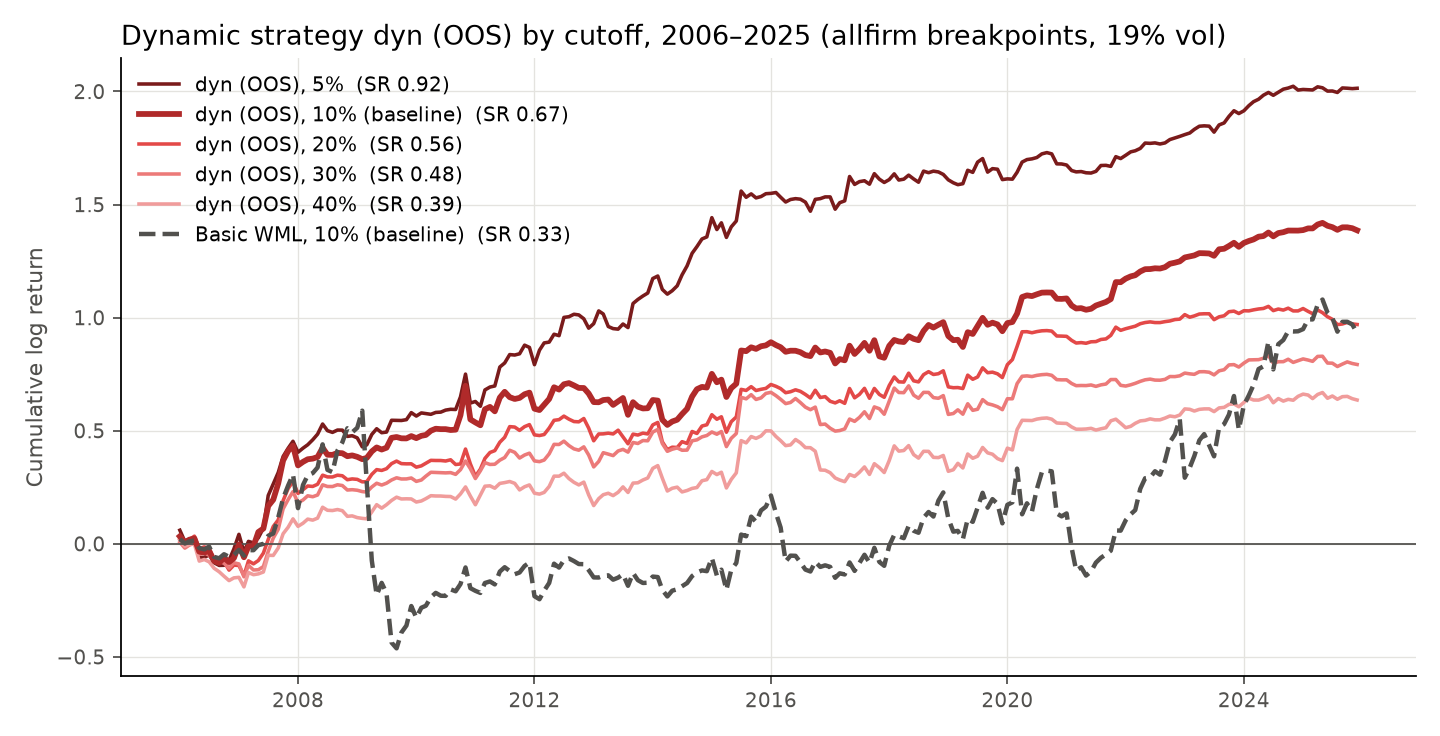 Dynamic strategy dyn (OOS) by cutoff, 2006–2025 (allfirm breakpoints, 19% vol)
dyn (OOS), 5%  (SR 0.92)
dyn (OOS), 10% (baseline)  (SR 0.67)
dyn (OOS), 20%  (SR 0.56)
dyn (OOS), 30%  (SR 0.48)
dyn (OOS), 40%  (SR 0.39)
Basic WML, 10% (baseline)  (SR 0.33)
Cumulative log return
2.0
1.5
1.0
0.5
0.0
−0.5
2008
2012
2016
2020
2024